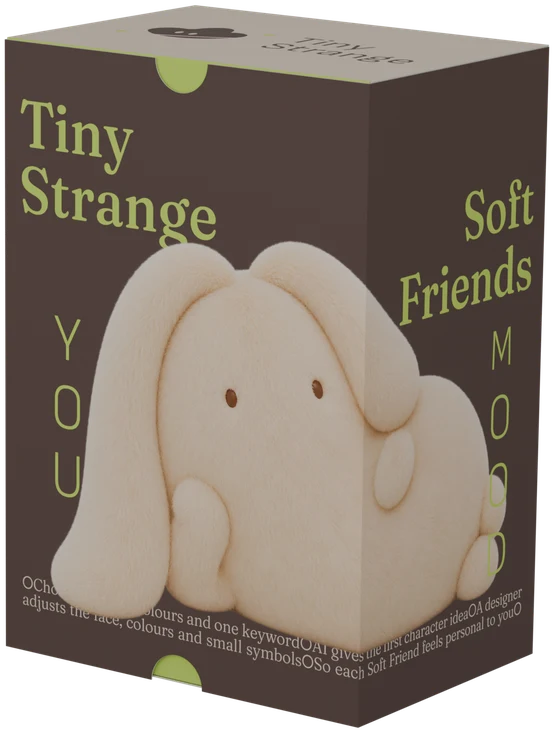 Tiny
Strange
Tiny
Strange
Soft
Friends
YOU
MOOD
olours and one keywordOAI gives the first character ideaOA designer
adjusts the face, colours and small symbolsOSo each Soft Friend feels personal to youO